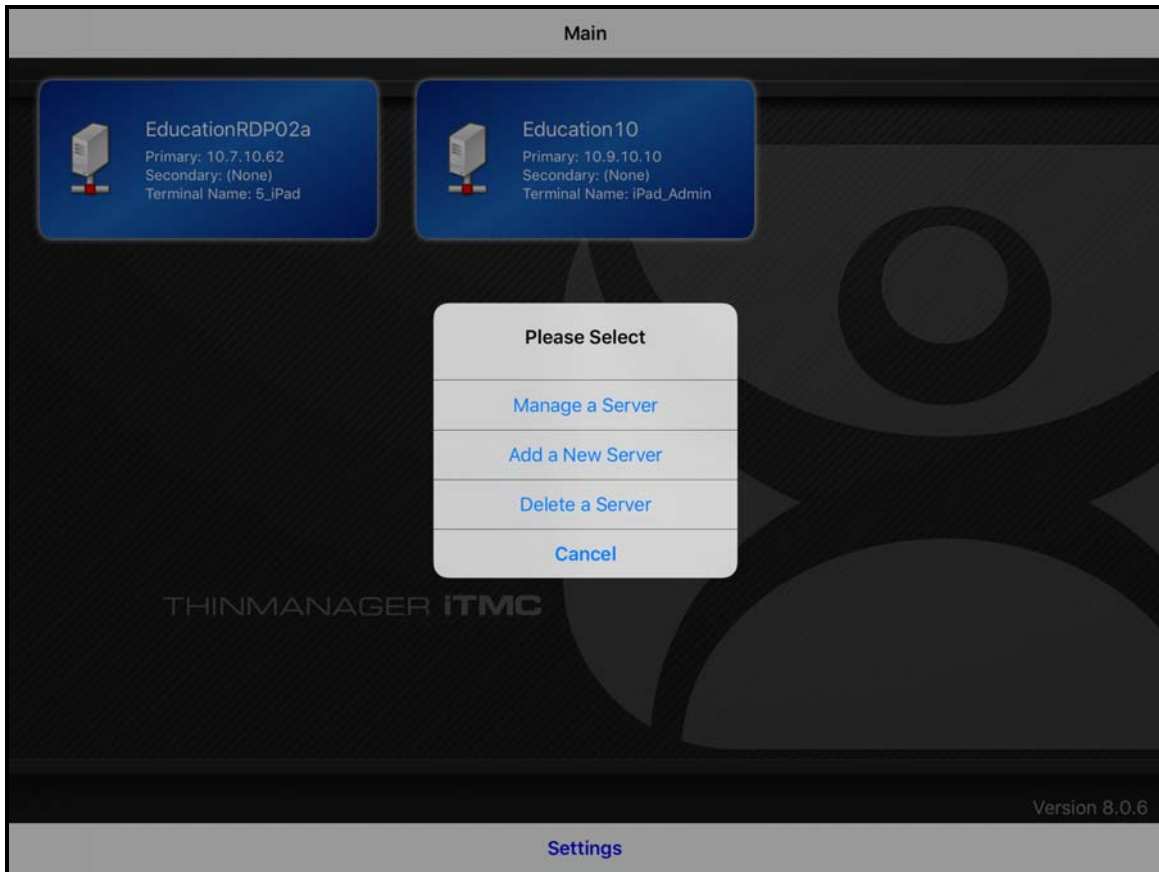 Main
EducationRDP02a
Primary: 10.7.10.62
Secondary: (None)
Terminal Name: 5_iPad
Education10
Primary: 10.9.10.10
Secondary: (None)
Terminal Name: iPad_Admin
Please Select
Manage a Server
Add a New Server
Delete a Server
Cancel
THINMANAGER iTMC
Version 8.0.6
Settings